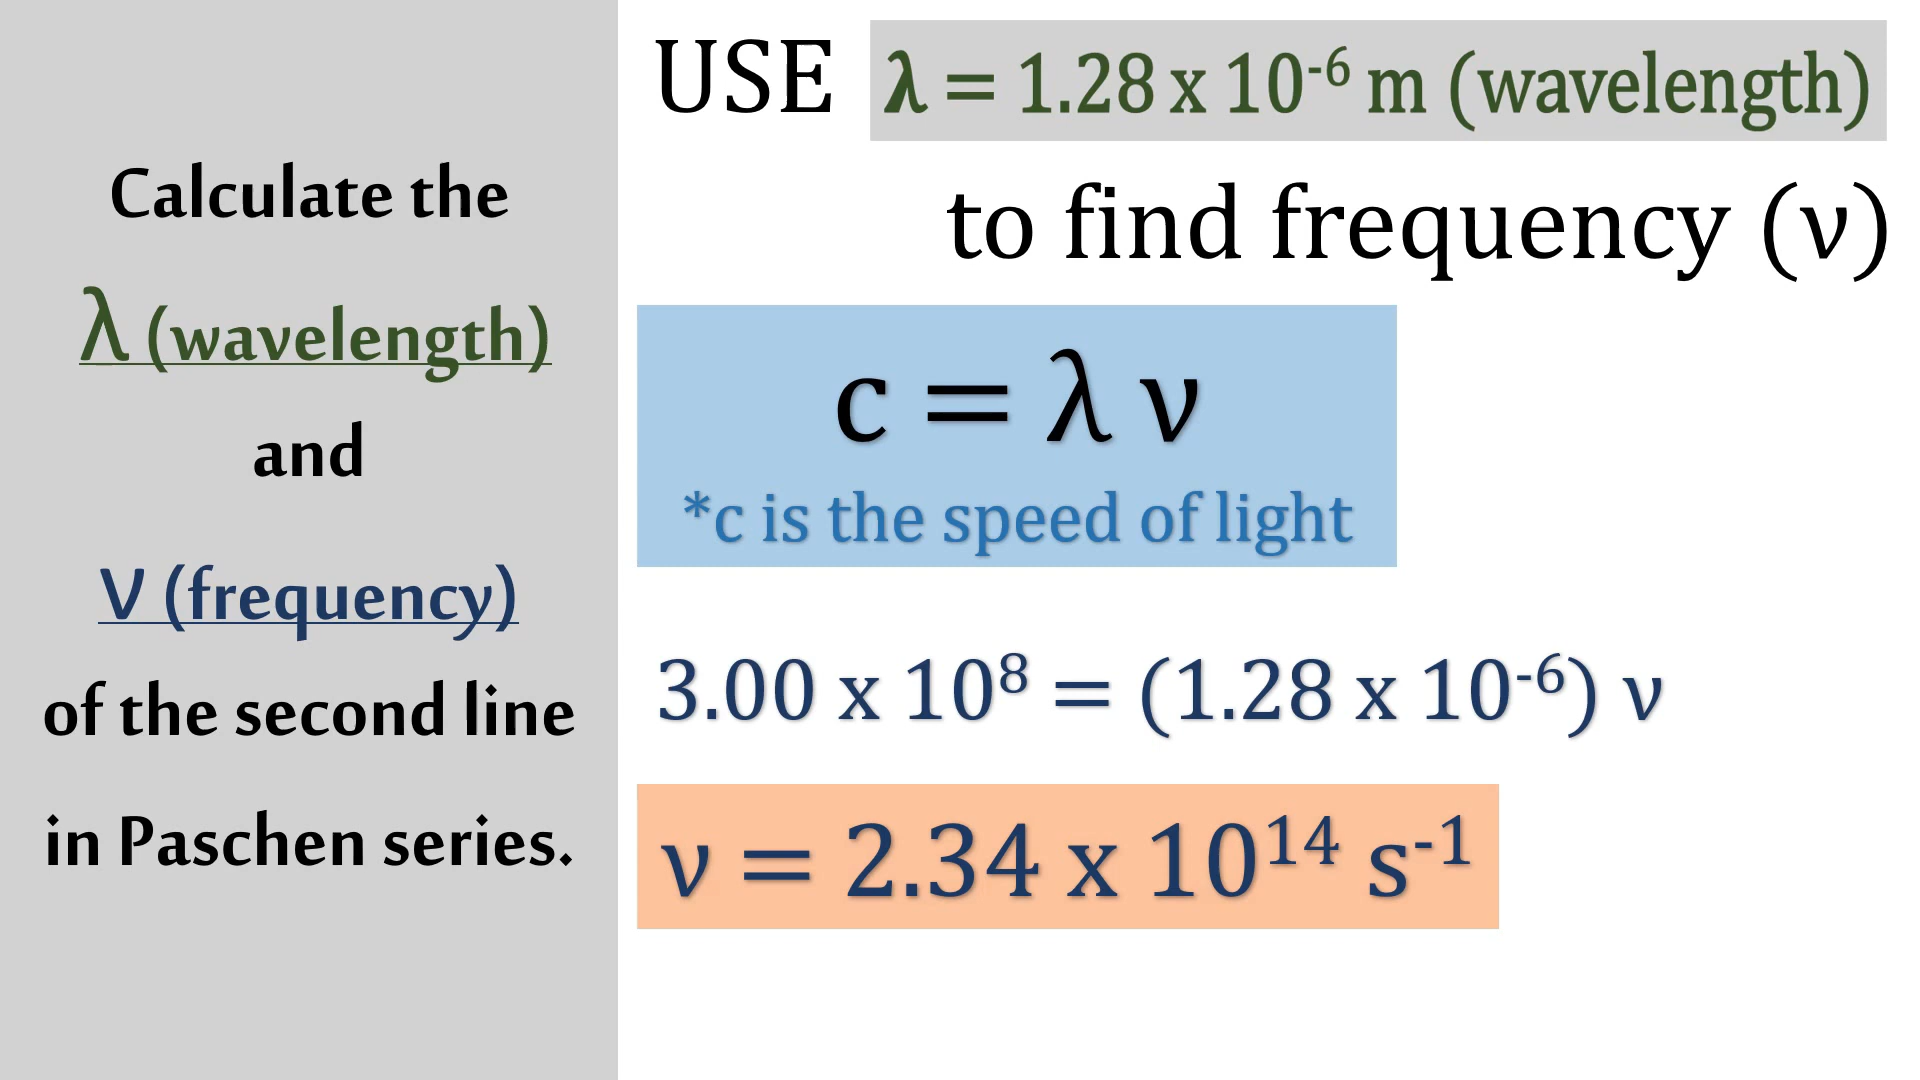 Calculate the
λ (wavelength)
and
ν (frequency)
of the second line
in Paschen series.
USE λ = 1.28 x 10⁻⁶ m (wavelength)
to find frequency (ν)
c = λ ν
*c is the speed of light
3.00 x 10⁸ = (1.28 x 10⁻⁶) ν
ν = 2.34 x 10¹⁴ s⁻¹